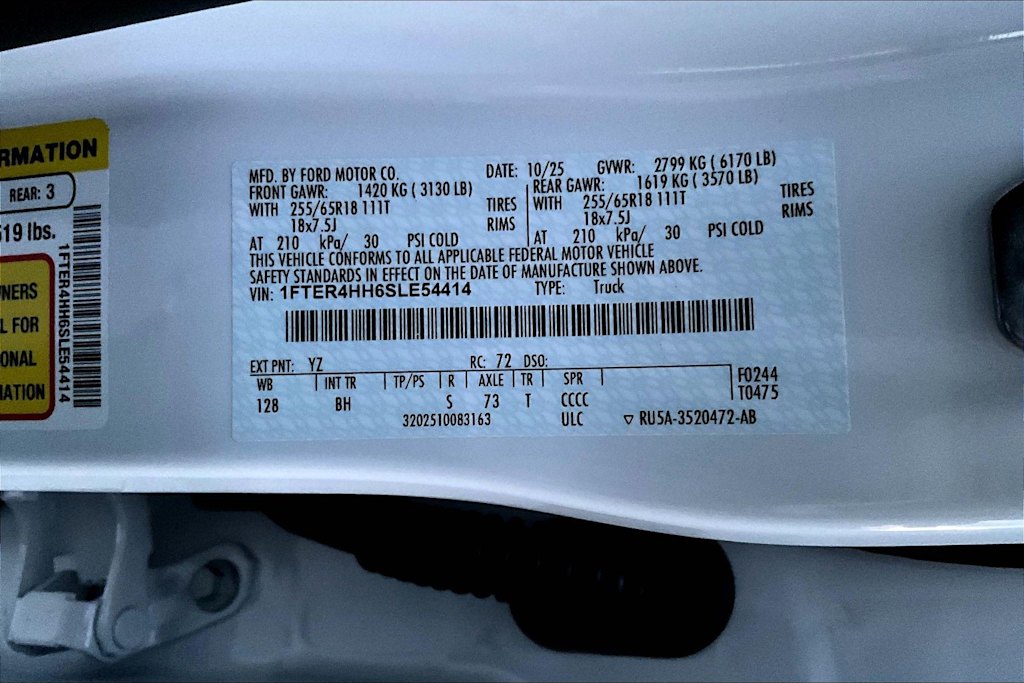 RMATION
REAR: 3
519 lbs.
NERS
L FOR
ONAL
MATION
1FTER4HH6SLE54414
MFD. BY FORD MOTOR CO. DATE: 10/25 GVWR: 2799 KG ( 6170 LB)
FRONT GAWR: 1420 KG ( 3130 LB) REAR GAWR: 1619 KG ( 3570 LB)
WITH 255/65R18 111T TIRES WITH 255/65R18 111T TIRES
18x7.5J RIMS 18x7.5J RIMS
AT 210 kPa/ 30 PSI COLD AT 210 kPa/ 30 PSI COLD
THIS VEHICLE CONFORMS TO ALL APPLICABLE FEDERAL MOTOR VEHICLE
SAFETY STANDARDS IN EFFECT ON THE DATE OF MANUFACTURE SHOWN ABOVE.
VIN: 1FTER4HH6SLE54414 TYPE: Truck
EXT PNT: YZ RC: 72 DSO:
WB INT TR TP/PS R AXLE TR SPR F0244
128 BH S 73 T CCCC T0475
3202510083163 ULC ▽ RU5A-3520472-AB